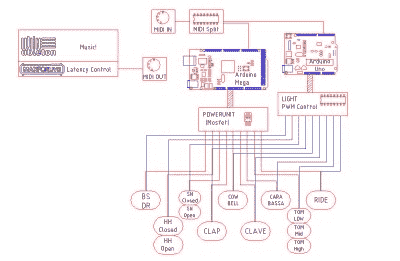 MIDI IN
MIDI Split
Ableton
Music!
MAXFORLIVE
Latency Control
MIDI OUT
Arduino
Mega
Arduino
Uno
POWERUNIT
(Mosfet)
LIGHT
PWM Control
BS
DR
SN
Closed
SN
Open
HH
Closed
HH
Open
CLAP
COW
BELL
CLAVE
CARA
BASSA
TOM
LOW
TOM
Mid
TOM
High
RIDE